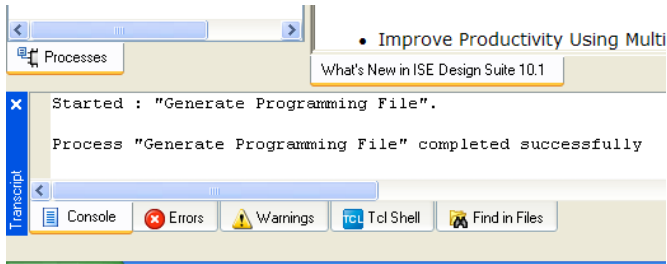 • Improve Productivity Using Multi
Processes
What's New in ISE Design Suite 10.1
Started : "Generate Programming File".
Process "Generate Programming File" completed successfully
Transcript
Console
Errors
Warnings
TCL Tcl Shell
Find in Files